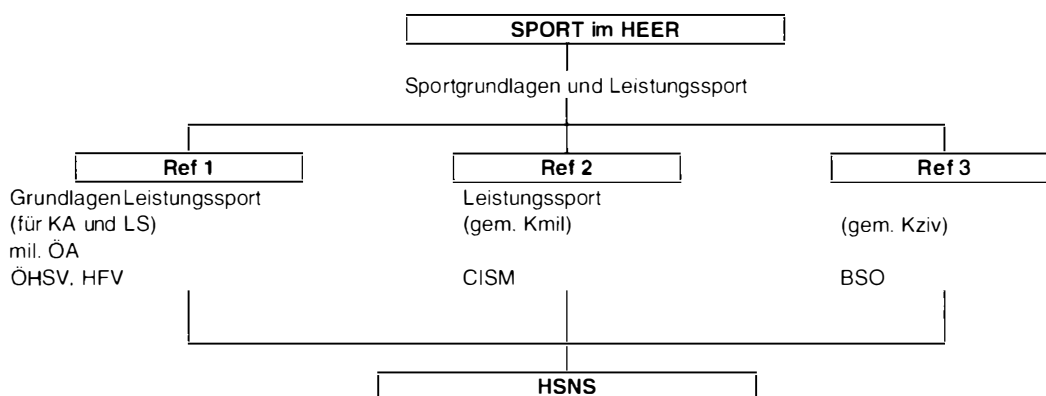 SPORT im HEER
Sportgrundlagen und Leistungssport
Ref 1
Grundlagen Leistungssport
(für KA und LS)
mil. ÖA
ÖHSV, HFV
Ref 2
Leistungssport
(gem. Kmil)
CISM
Ref 3
(gem. Kziv)
BSO
HSNS